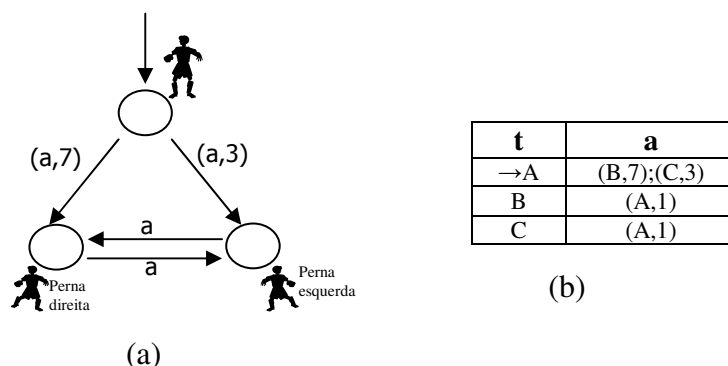 (a,7)
(a,3)
a
a
Perna
direita
Perna
esquerda
(a)
t a
→A (B,7);(C,3)
B (A,1)
C (A,1)
(b)